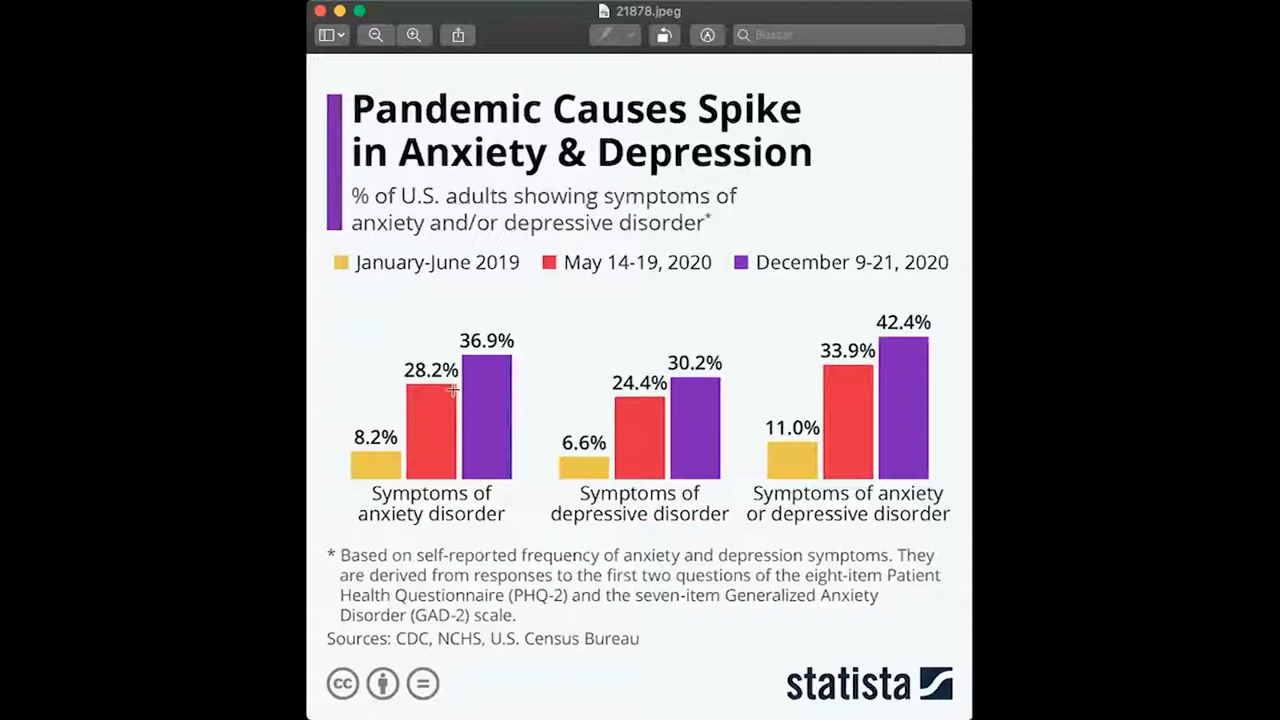 21878.jpeg
Buscar
Pandemic Causes Spike
in Anxiety & Depression
% of U.S. adults showing symptoms of
anxiety and/or depressive disorder*
January-June 2019 May 14-19, 2020 December 9-21, 2020
8.2% 28.2% 36.9%
Symptoms of
anxiety disorder
6.6% 24.4% 30.2%
Symptoms of
depressive disorder
11.0% 33.9% 42.4%
Symptoms of anxiety
or depressive disorder
* Based on self-reported frequency of anxiety and depression symptoms. They
are derived from responses to the first two questions of the eight-item Patient
Health Questionnaire (PHQ-2) and the seven-item Generalized Anxiety
Disorder (GAD-2) scale.
Sources: CDC, NCHS, U.S. Census Bureau
cc =
statista